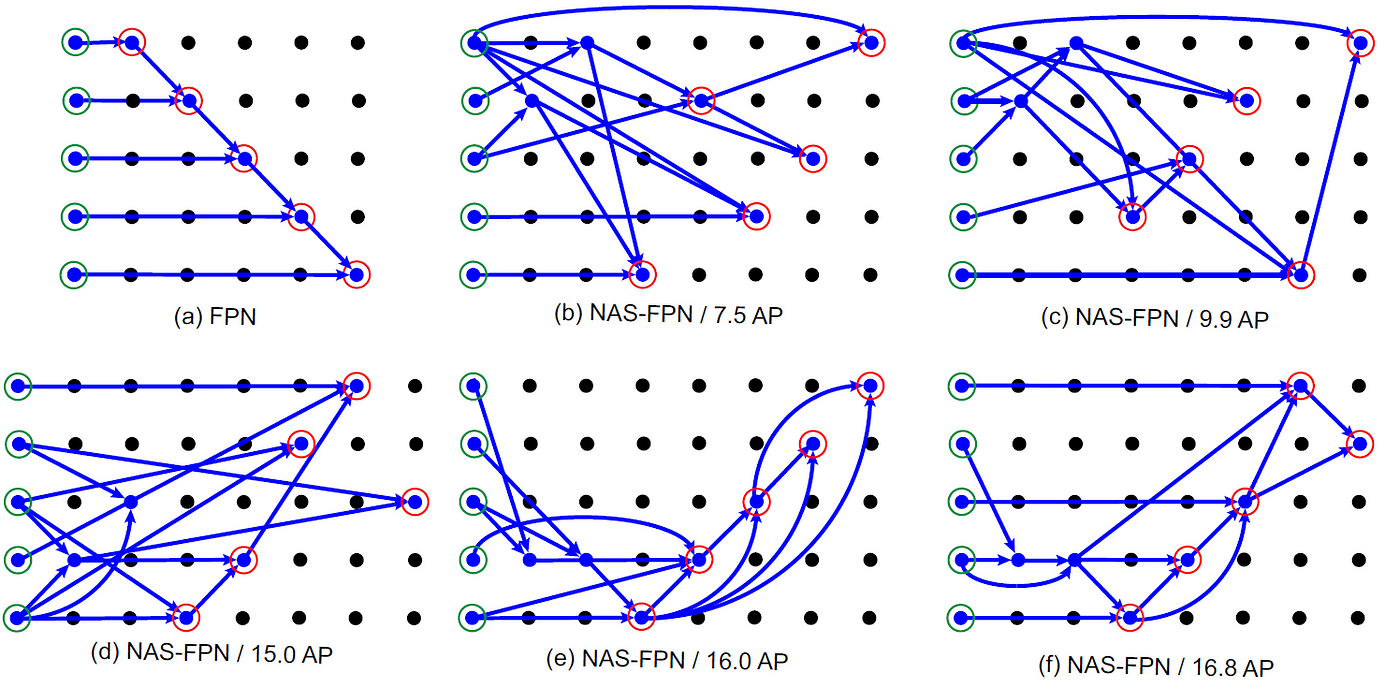 (a) FPN
(b) NAS-FPN / 7.5 AP
(c) NAS-FPN / 9.9 AP
(d) NAS-FPN / 15.0 AP
(e) NAS-FPN / 16.0 AP
(f) NAS-FPN / 16.8 AP